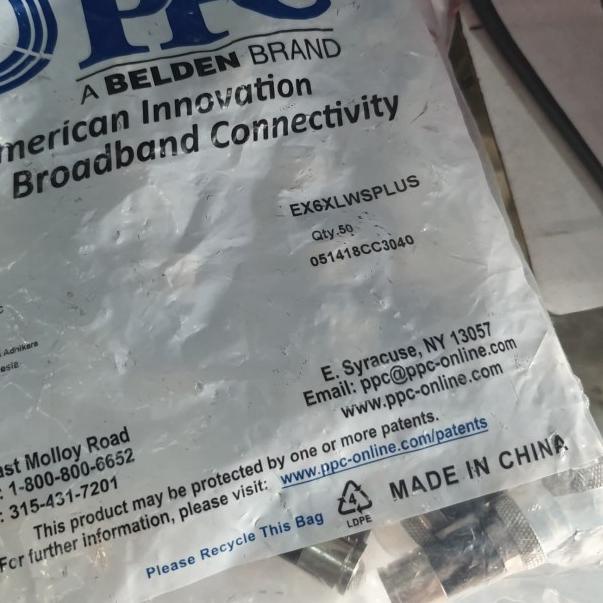 PPC
A BELDEN BRAND
merican Innovation
Broadband Connectivity
EX6XLWSPLUS
Qty.50
051418CC3040
Adhikara
esia
E. Syracuse, NY 13057
Email: ppc@ppc-online.com
www.ppc-online.com
ast Molloy Road
: 1-800-800-6652
: 315-431-7201
This product may be protected by one or more patents.
For further information, please visit: www.ppc-online.com/patents
Please Recycle This Bag
4
LDPE
MADE IN CHINA